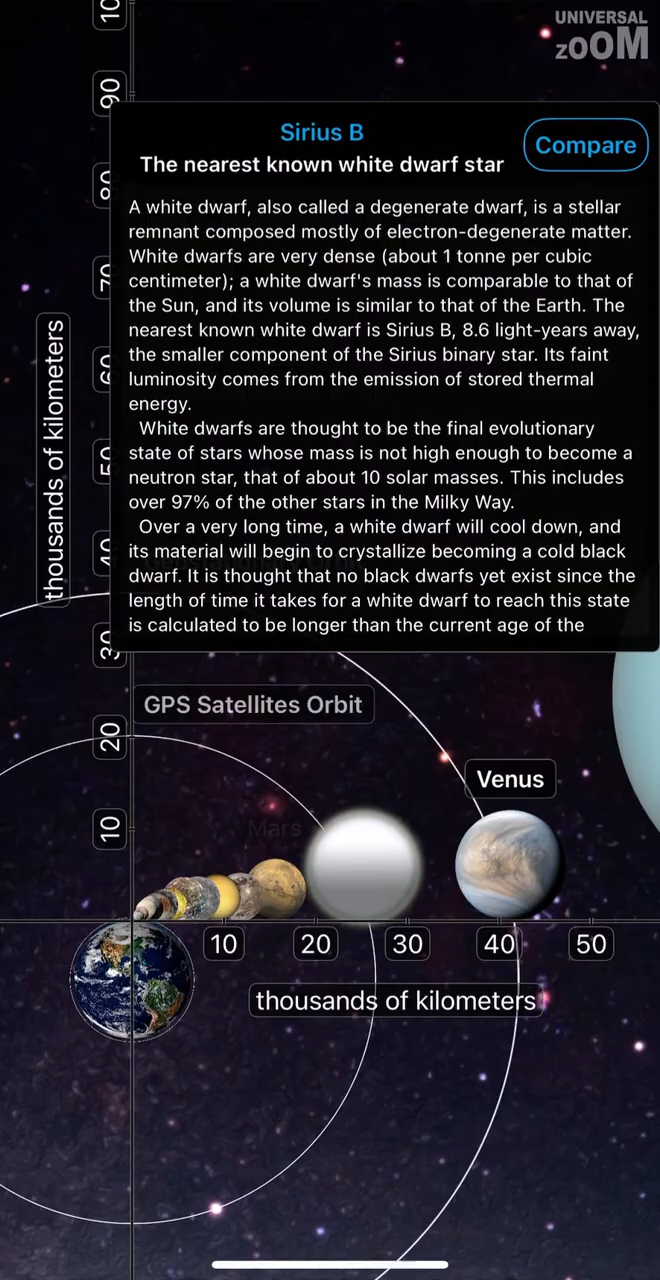 UNIVERSAL
zOOM
10
90
Sirius B
Compare
The nearest known white dwarf star
80
A white dwarf, also called a degenerate dwarf, is a stellar
remnant composed mostly of electron-degenerate matter.
White dwarfs are very dense (about 1 tonne per cubic
centimeter); a white dwarf's mass is comparable to that of
the Sun, and its volume is similar to that of the Earth. The
nearest known white dwarf is Sirius B, 8.6 light-years away,
the smaller component of the Sirius binary star. Its faint
luminosity comes from the emission of stored thermal
energy.
White dwarfs are thought to be the final evolutionary
state of stars whose mass is not high enough to become a
neutron star, that of about 10 solar masses. This includes
over 97% of the other stars in the Milky Way.
Over a very long time, a white dwarf will cool down, and
its material will begin to crystallize becoming a cold black
dwarf. It is thought that no black dwarfs yet exist since the
length of time it takes for a white dwarf to reach this state
is calculated to be longer than the current age of the
70
60
50
40
30
thousands of kilometers
GPS Satellites Orbit
20
Venus
10
Mars
10 20 30 40 50
thousands of kilometers